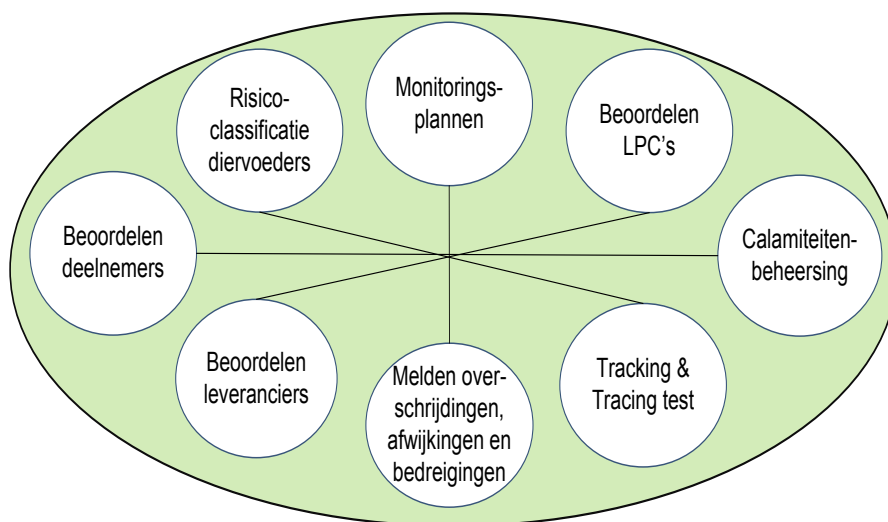 Risico-
classificatie
diervoeders
Monitorings-
plannen
Beoordelen
LPC's
Beoordelen
deelnemers
Calamiteiten-
beheersing
Beoordelen
leveranciers
Melden over-
schrijdingen,
afwijkingen en
bedreigingen
Tracking &
Tracing test